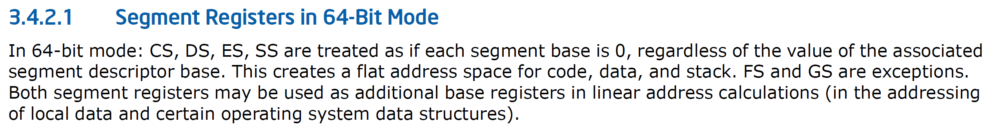 3.4.2.1 Segment Registers in 64-Bit Mode
In 64-bit mode: CS, DS, ES, SS are treated as if each segment base is 0, regardless of the value of the associated
segment descriptor base. This creates a flat address space for code, data, and stack. FS and GS are exceptions.
Both segment registers may be used as additional base registers in linear address calculations (in the addressing
of local data and certain operating system data structures).